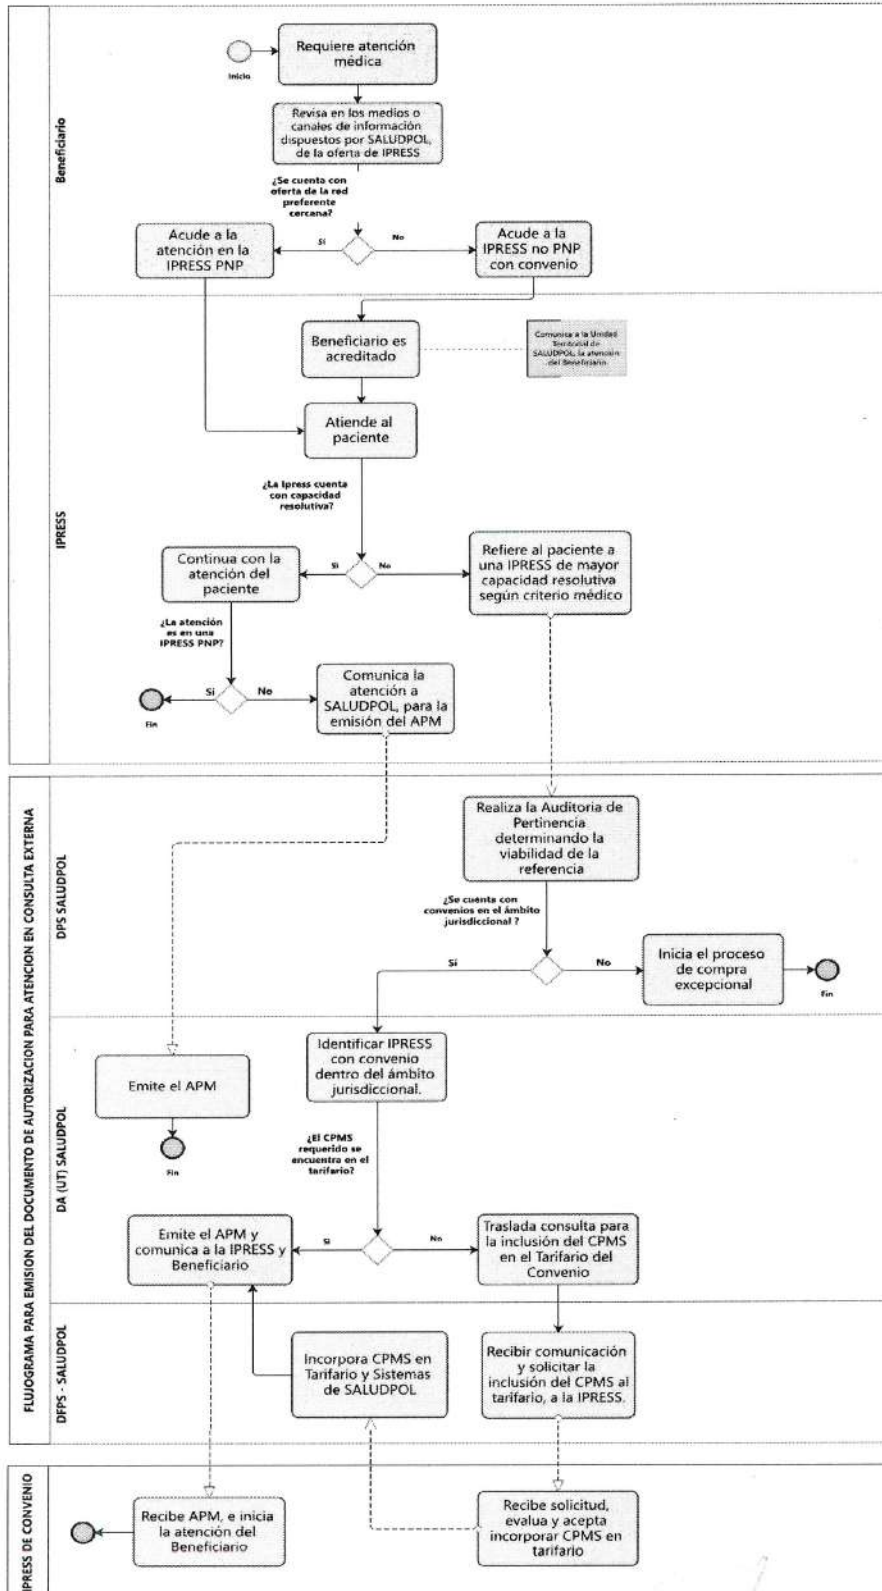 Beneficiario
Requiere atención
médica
Inicio
Revisa en los medios o
canales de información
dispuestos por SALUDPOL,
de la oferta de IPRESS
¿Se cuenta con
oferta de la red
preferente
cercana?
Acude a la
atención en la
IPRESS PNP
Si
No
Acude a la
IPRESS no PNP
con convenio
IPRESS
Beneficiario es
acreditado
Comunica a la Unidad
Territorial de
SALUDPOL, la atención
del Beneficiario.
Atiende al
paciente
¿La Ipress cuenta
con capacidad
resolutiva?
Continua con la
atención del
paciente
Si
No
Refiere al paciente a
una IPRESS de mayor
capacidad resolutiva
según criterio médico
¿La atención
es en una
IPRESS PNP?
Fin
Si
No
Comunica la
atención a
SALUDPOL, para la
emisión del APM
FLUJOGRAMA PARA EMISION DEL DOCUMENTO DE AUTORIZACION PARA ATENCION EN CONSULTA EXTERNA
DPS SALUDPOL
Realiza la Auditoria de
Pertinencia
determinando la
viabilidad de la
referencia
¿Se cuenta con
convenios en el ámbito
jurisdiccional ?
Sí
No
Inicia el proceso
de compra
excepcional
Fin
DA (UT) SALUDPOL
Emite el APM
Fin
Identificar IPRESS
con convenio
dentro del ámbito
jurisdiccional.
¿El CPMS
requerido se
encuentra en el
tarifario?
Emite el APM y
comunica a la IPRESS y
Beneficiario
Si
No
Traslada consulta para
la inclusión del CPMS
en el Tarifario del
Convenio
DFPS - SALUDPOL
Incorpora CPMS en
Tarifario y Sistemas
de SALUDPOL
Recibir comunicación
y solicitar la
inclusión del CPMS al
tarifario, a la IPRESS.
IPRESS DE CONVENIO
Recibe APM, e inicia
la atención del
Beneficiario
Recibe solicitud,
evalua y acepta
incorporar CPMS en
tarifario